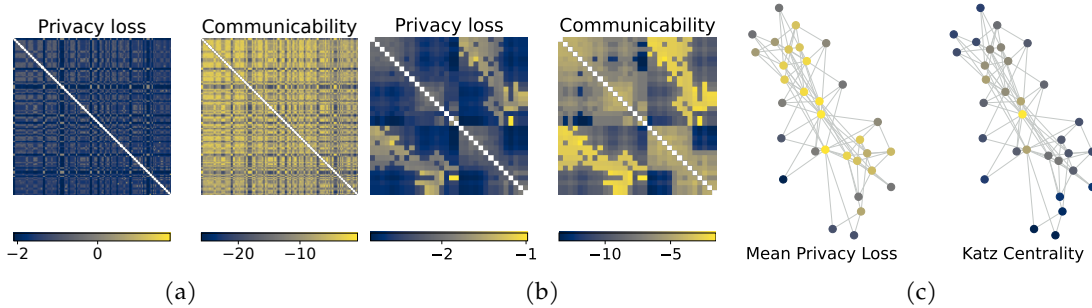 Privacy loss
Communicability
Privacy loss
Communicability
−2
0
−20
−10
−2
−1
−10
−5
Mean Privacy Loss
Katz Centrality
(a)
(b)
(c)